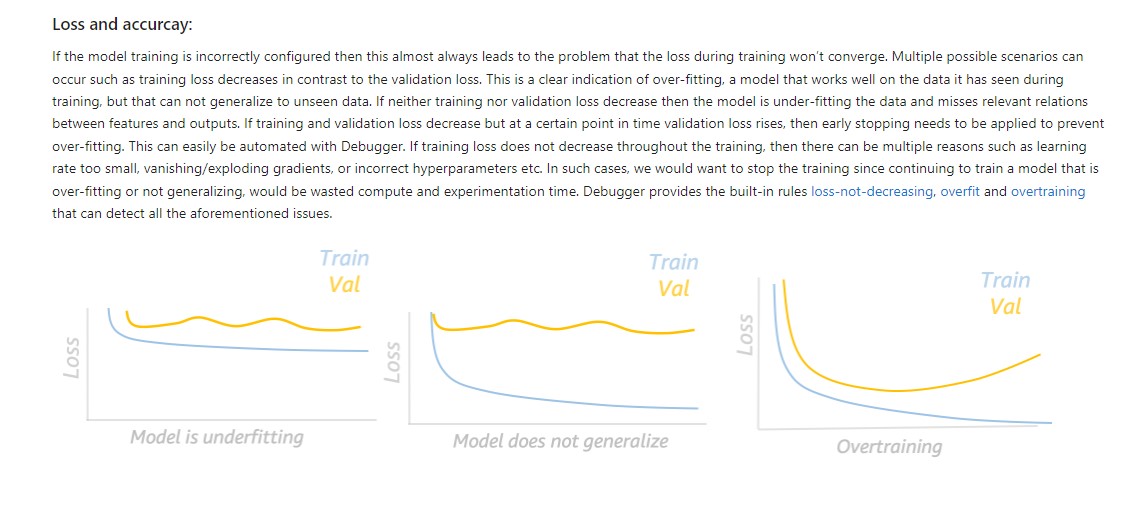 Loss and accurcay:
If the model training is incorrectly configured then this almost always leads to the problem that the loss during training won't converge. Multiple possible scenarios can
occur such as training loss decreases in contrast to the validation loss. This is a clear indication of over-fitting, a model that works well on the data it has seen during
training, but that can not generalize to unseen data. If neither training nor validation loss decrease then the model is under-fitting the data and misses relevant relations
between features and outputs. If training and validation loss decrease but at a certain point in time validation loss rises, then early stopping needs to be applied to prevent
over-fitting. This can easily be automated with Debugger. If training loss does not decrease throughout the training, then there can be multiple reasons such as learning
rate too small, vanishing/exploding gradients, or incorrect hyperparameters etc. In such cases, we would want to stop the training since continuing to train a model that is
over-fitting or not generalizing, would be wasted compute and experimentation time. Debugger provides the built-in rules loss-not-decreasing, overfit and overtraining
that can detect all the aforementioned issues.
Train
Val
Loss
Model is underfitting
Train
Val
Loss
Model does not generalize
Train
Val
Loss
Overtraining